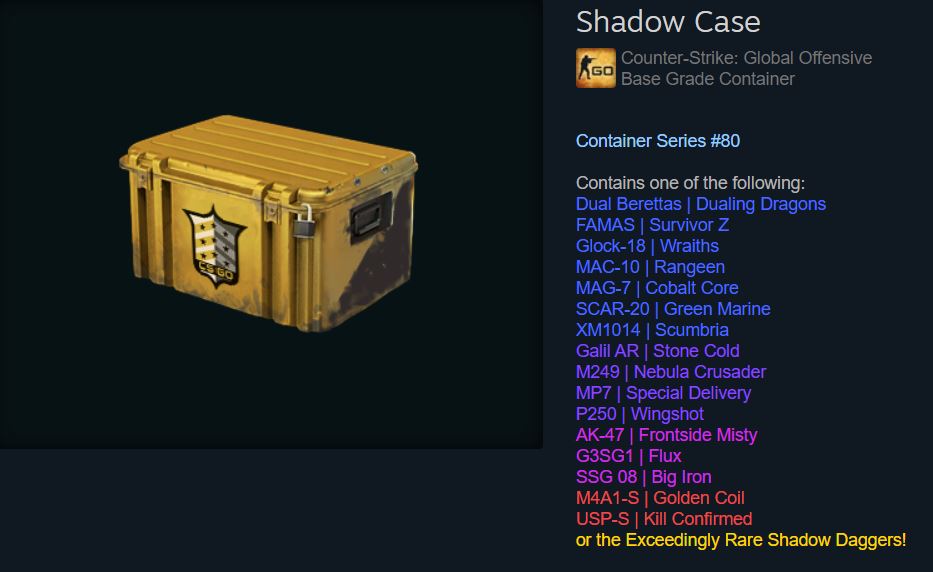 Shadow Case
GO
Counter-Strike: Global Offensive
Base Grade Container
Container Series #80
Contains one of the following:
Dual Berettas | Dualing Dragons
FAMAS | Survivor Z
Glock-18 | Wraiths
MAC-10 | Rangeen
MAG-7 | Cobalt Core
SCAR-20 | Green Marine
XM1014 | Scumbria
Galil AR | Stone Cold
M249 | Nebula Crusader
MP7 | Special Delivery
P250 | Wingshot
AK-47 | Frontside Misty
G3SG1 | Flux
SSG 08 | Big Iron
M4A1-S | Golden Coil
USP-S | Kill Confirmed
or the Exceedingly Rare Shadow Daggers!
CS GO